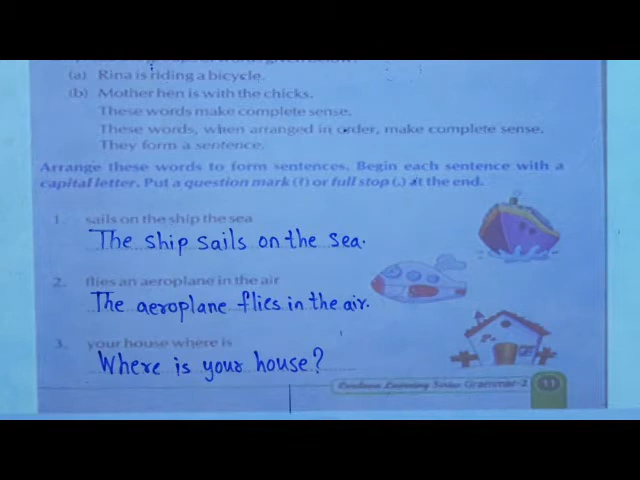 (a) Rina is riding a bicycle.
(b) Mother hen is with the chicks.
These words make complete sense.
These words, when arranged in order, make complete sense.
They form a sentence.
Arrange these words to form sentences. Begin each sentence with a
capital letter. Put a question mark (?) or full stop (.) at the end.
1. sails on the ship the sea
The ship sails on the sea.
2. flies an aeroplane in the air
The aeroplane flies in the air.
3. your house where is
Where is your house?
Learning Grammar-2 11